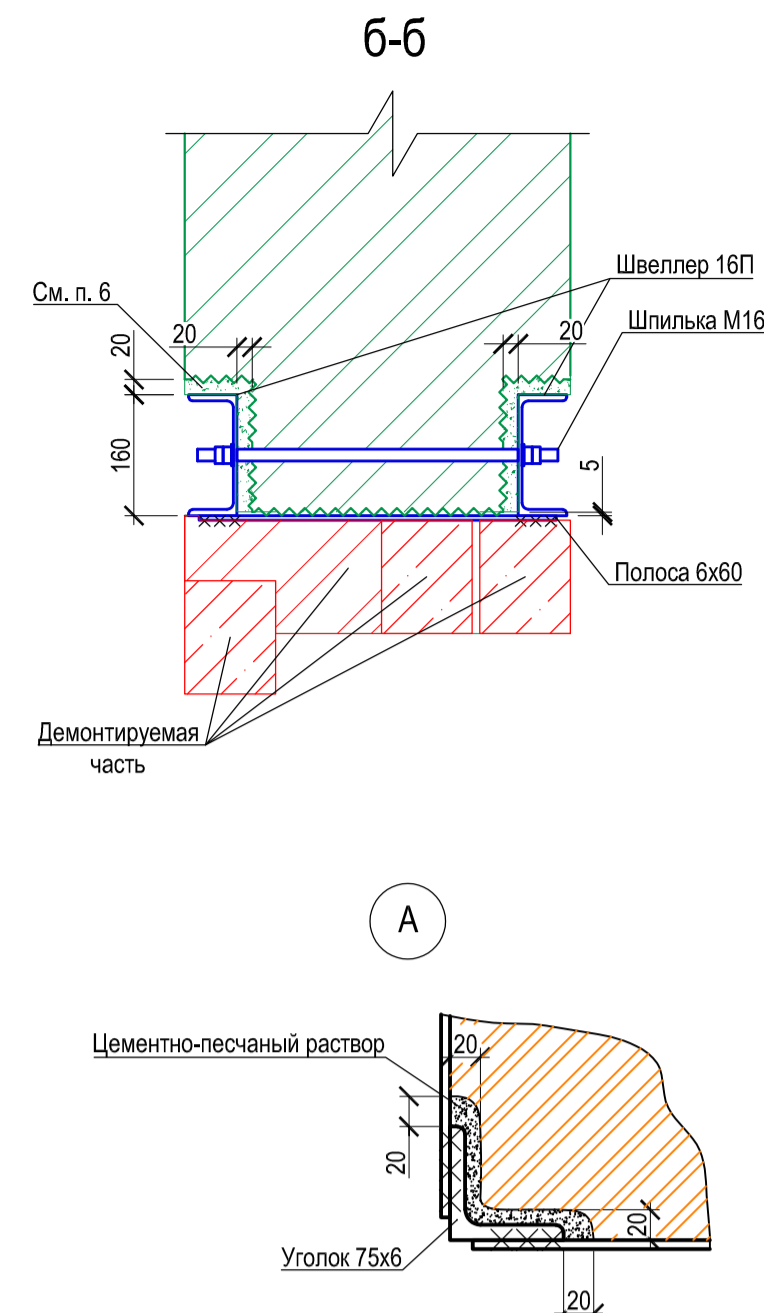 б-б
Швеллер 16П
См. п. 6
20
20
Шпилька М16
20
160
5
Полоса 6х60
Демонтируемая
часть
А
Цементно-песчаный раствор
20
20
20
Уголок 75х6
20